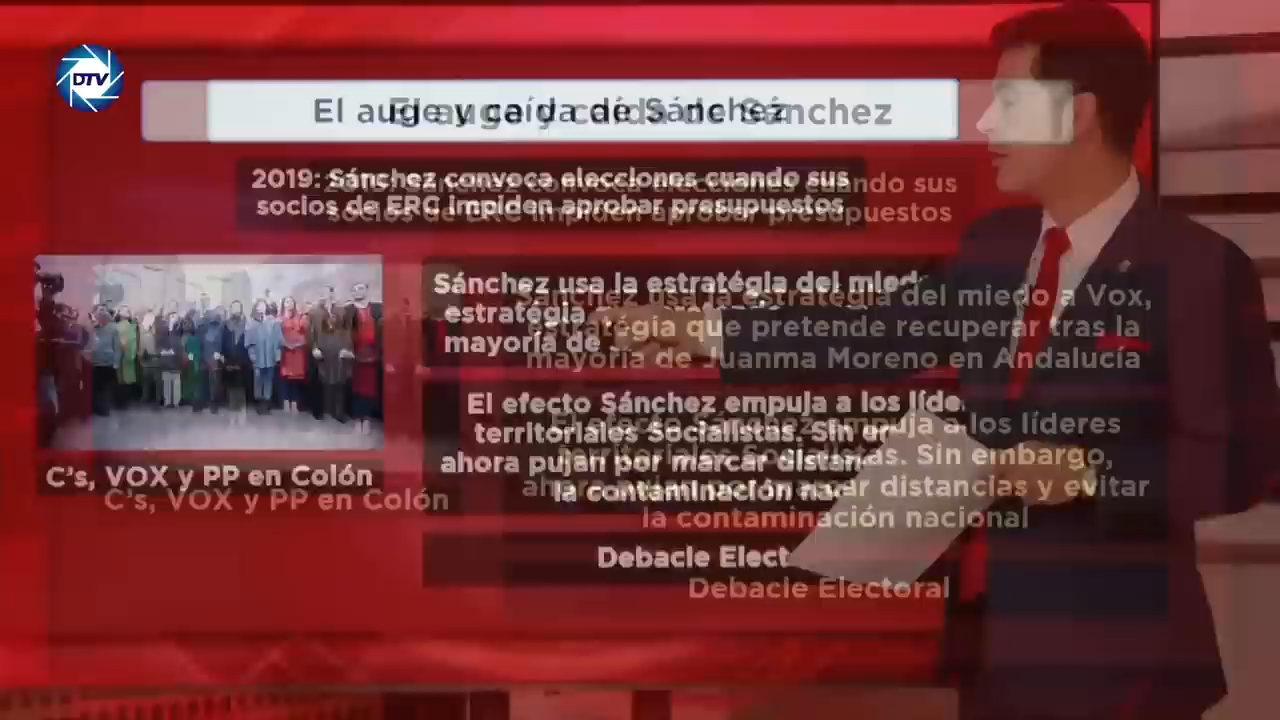 DTV
El auge y caída de Sánchez
2019: Sánchez convoca elecciones cuando sus
socios de ERC impiden aprobar presupuestos
Sánchez usa la estratégia del miedo a Vox,
estratégia que pretende recuperar tras la
mayoría de Juanma Moreno en Andalucía
El efecto Sánchez empuja a los líderes
territoriales Socialistas. Sin embargo,
ahora pujan por marcar distancias y evitar
la contaminación nacional
C's, VOX y PP en Colón
Debacle Electoral